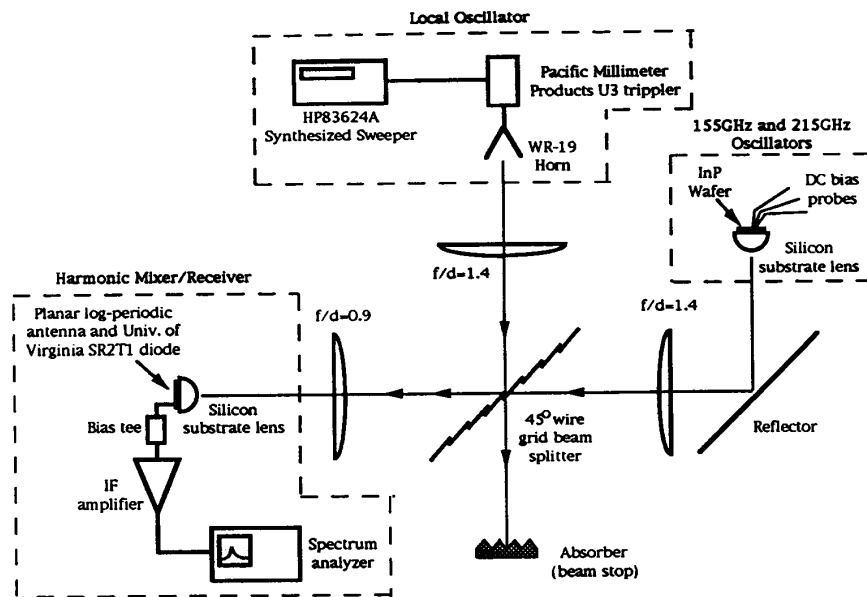 Local Oscillator
HP83624A
Synthesized Sweeper
Pacific Millimeter
Products U3 trippler
WR-19
Horn
155GHz and 215GHz
Oscillators
InP
Wafer
DC bias
probes
Silicon
substrate lens
f/d=1.4
f/d=1.4
Harmonic Mixer/Receiver
Planar log-periodic
antenna and Univ. of
Virginia SR2T1 diode
f/d=0.9
Silicon
substrate lens
Bias tee
IF
amplifier
Spectrum
analyzer
45° wire
grid beam
splitter
Reflector
Absorber
(beam stop)